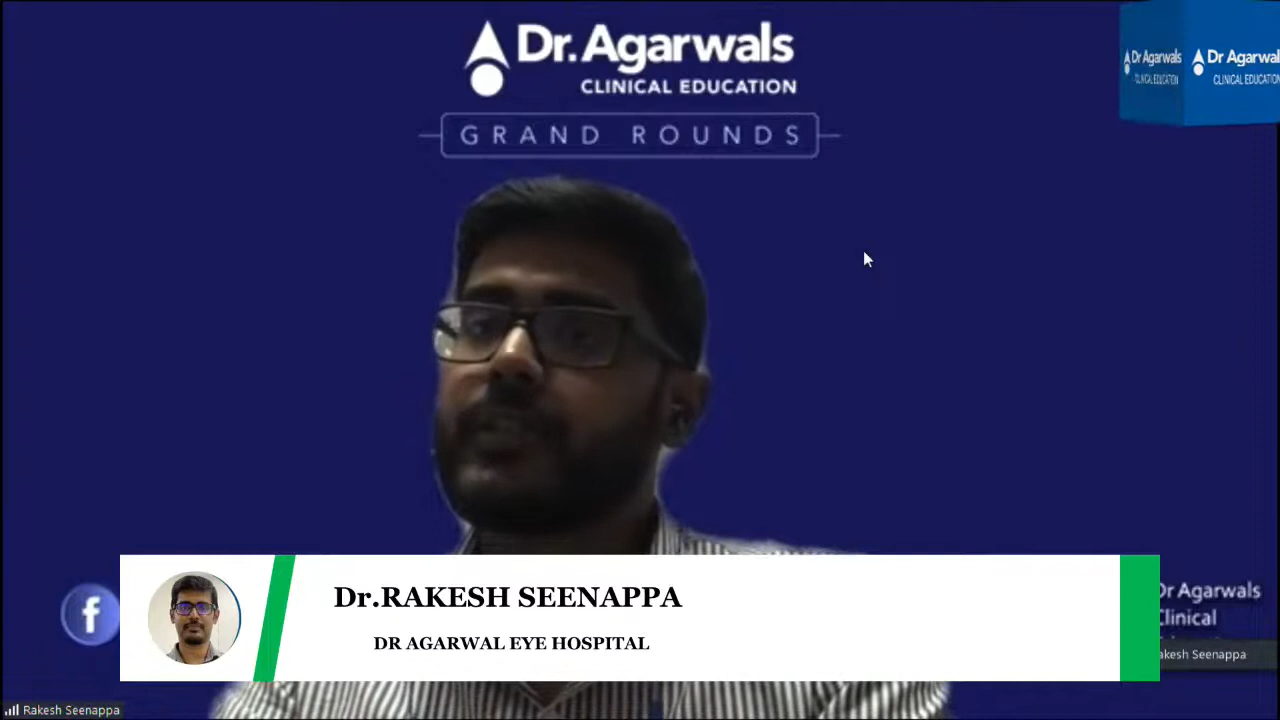 Dr.Agarwals
CLINICAL EDUCATION
GRAND ROUNDS
Dr Agarwals
CLINICAL EDUCATION
Dr Agarwal
CLINICAL EDUCATION
f
Dr.RAKESH SEENAPPA
DR AGARWAL EYE HOSPITAL
Dr Agarwals
Clinical
akesh Seenappa
Rakesh Seenappa